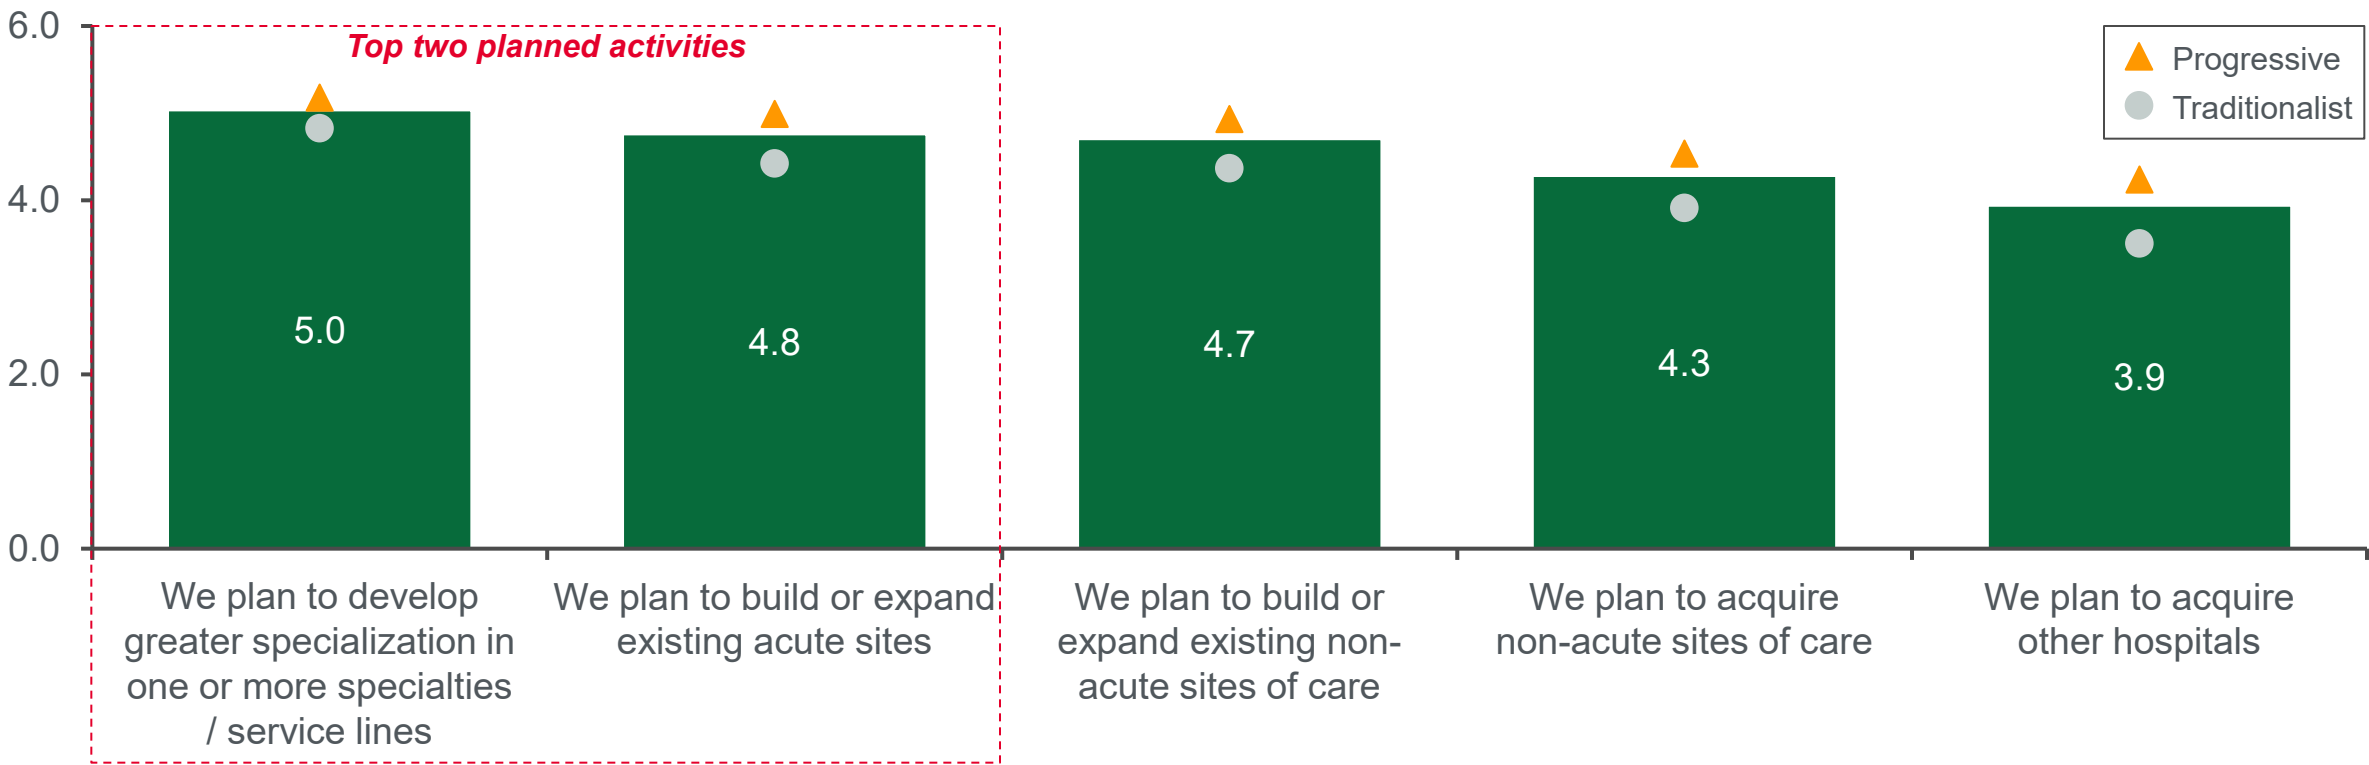 6.0
4.0
2.0
0.0
Top two planned activities
Progressive
Traditionalist
5.0
4.8
4.7
4.3
3.9
We plan to develop
greater specialization in
one or more specialties
/ service lines
We plan to build or expand
existing acute sites
We plan to build or
expand existing non-
acute sites of care
We plan to acquire
non-acute sites of care
We plan to acquire
other hospitals